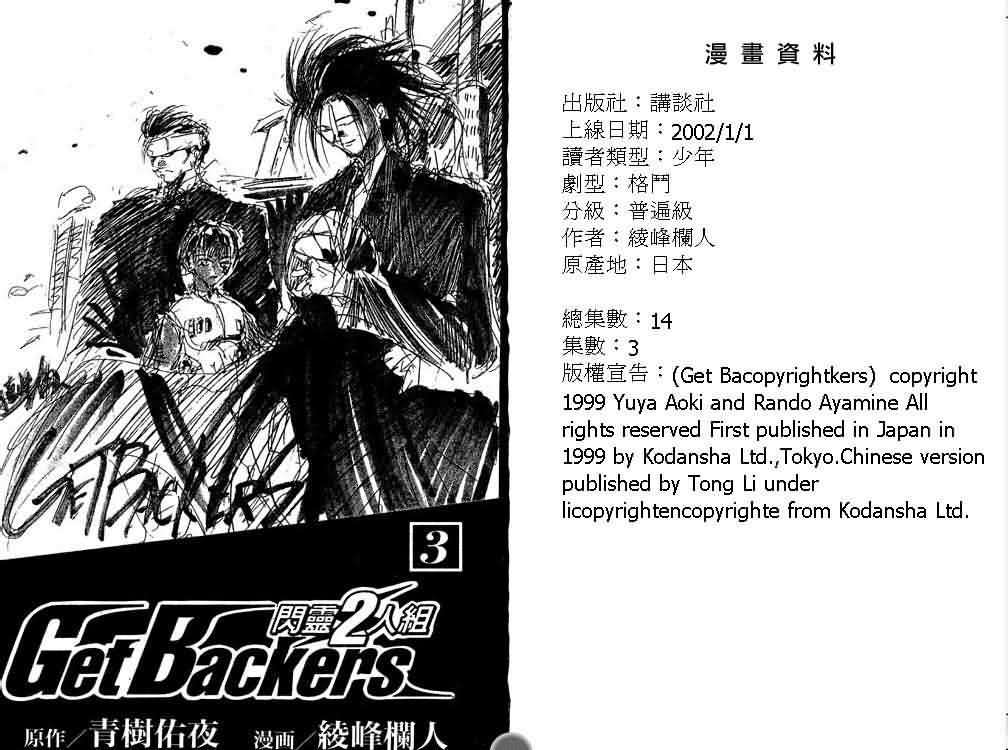 GETBACKERS
3
GetBackers
閃靈2人組
原作／青樹佑夜 漫画／綾峰欄人
漫畫資料
出版社：講談社
上線日期：2002/1/1
讀者類型：少年
劇型：格鬥
分級：普遍級
作者：綾峰欄人
原產地：日本
總集數：14
集數：3
版權宣告：(Get Bacopyrightkers) copyright
1999 Yuya Aoki and Rando Ayamine All
rights reserved First published in Japan in
1999 by Kodansha Ltd.,Tokyo.Chinese version
published by Tong Li under
licopyrightencopyrighte from Kodansha Ltd.